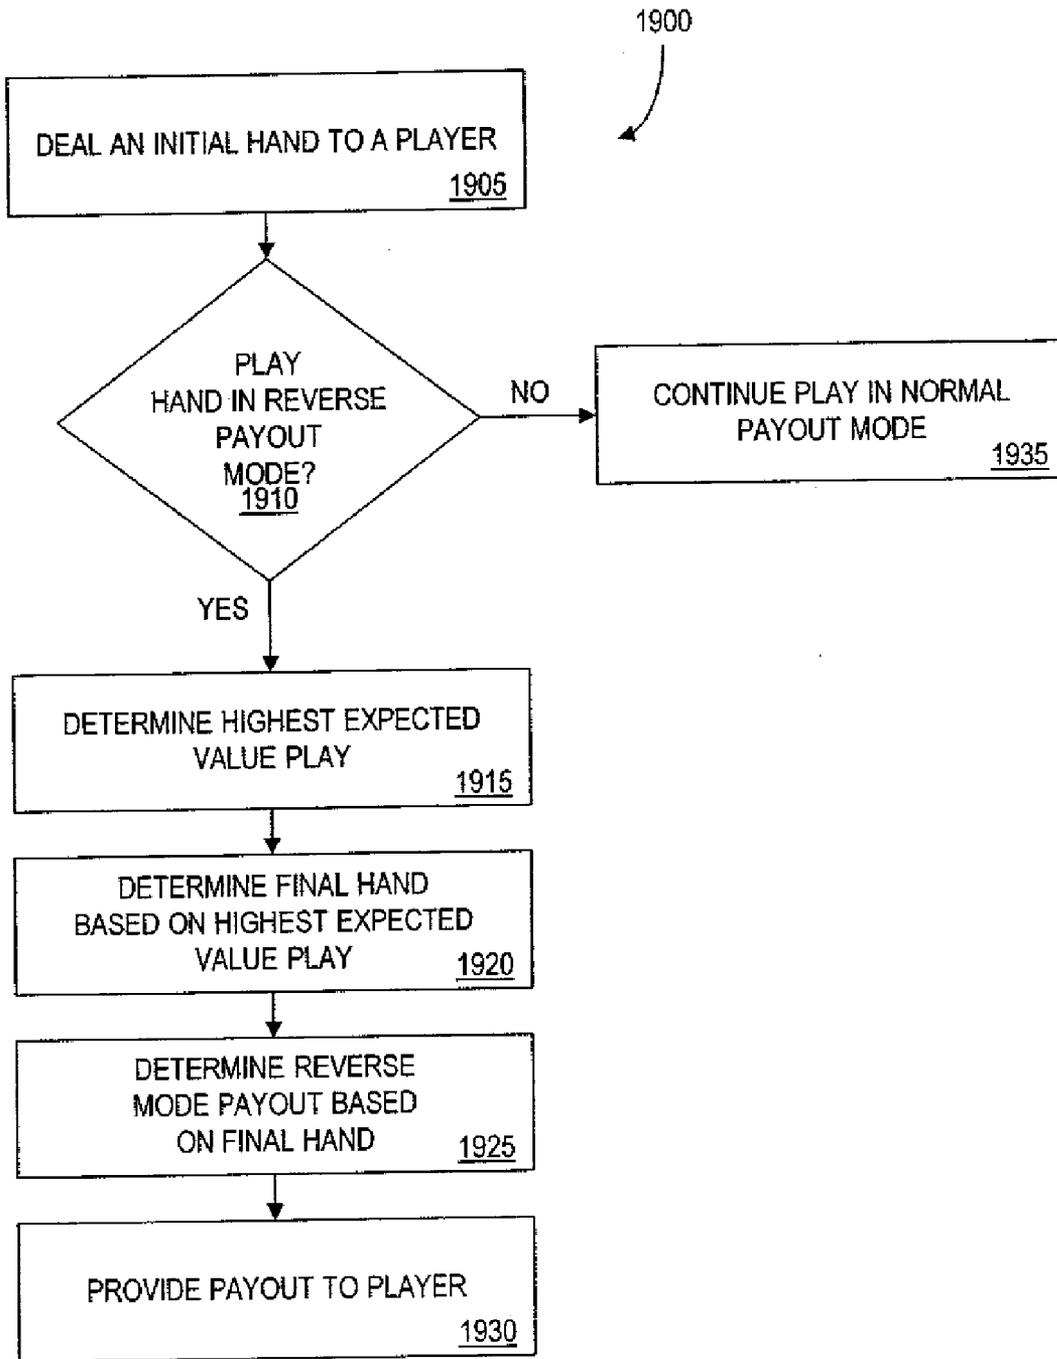 1900
DEAL AN INITIAL HAND TO A PLAYER
1905
PLAY
HAND IN REVERSE
PAYOUT
MODE?
1910
NO
CONTINUE PLAY IN NORMAL
PAYOUT MODE
1935
YES
DETERMINE HIGHEST EXPECTED
VALUE PLAY
1915
DETERMINE FINAL HAND
BASED ON HIGHEST EXPECTED
VALUE PLAY
1920
DETERMINE REVERSE
MODE PAYOUT BASED
ON FINAL HAND
1925
PROVIDE PAYOUT TO PLAYER
1930